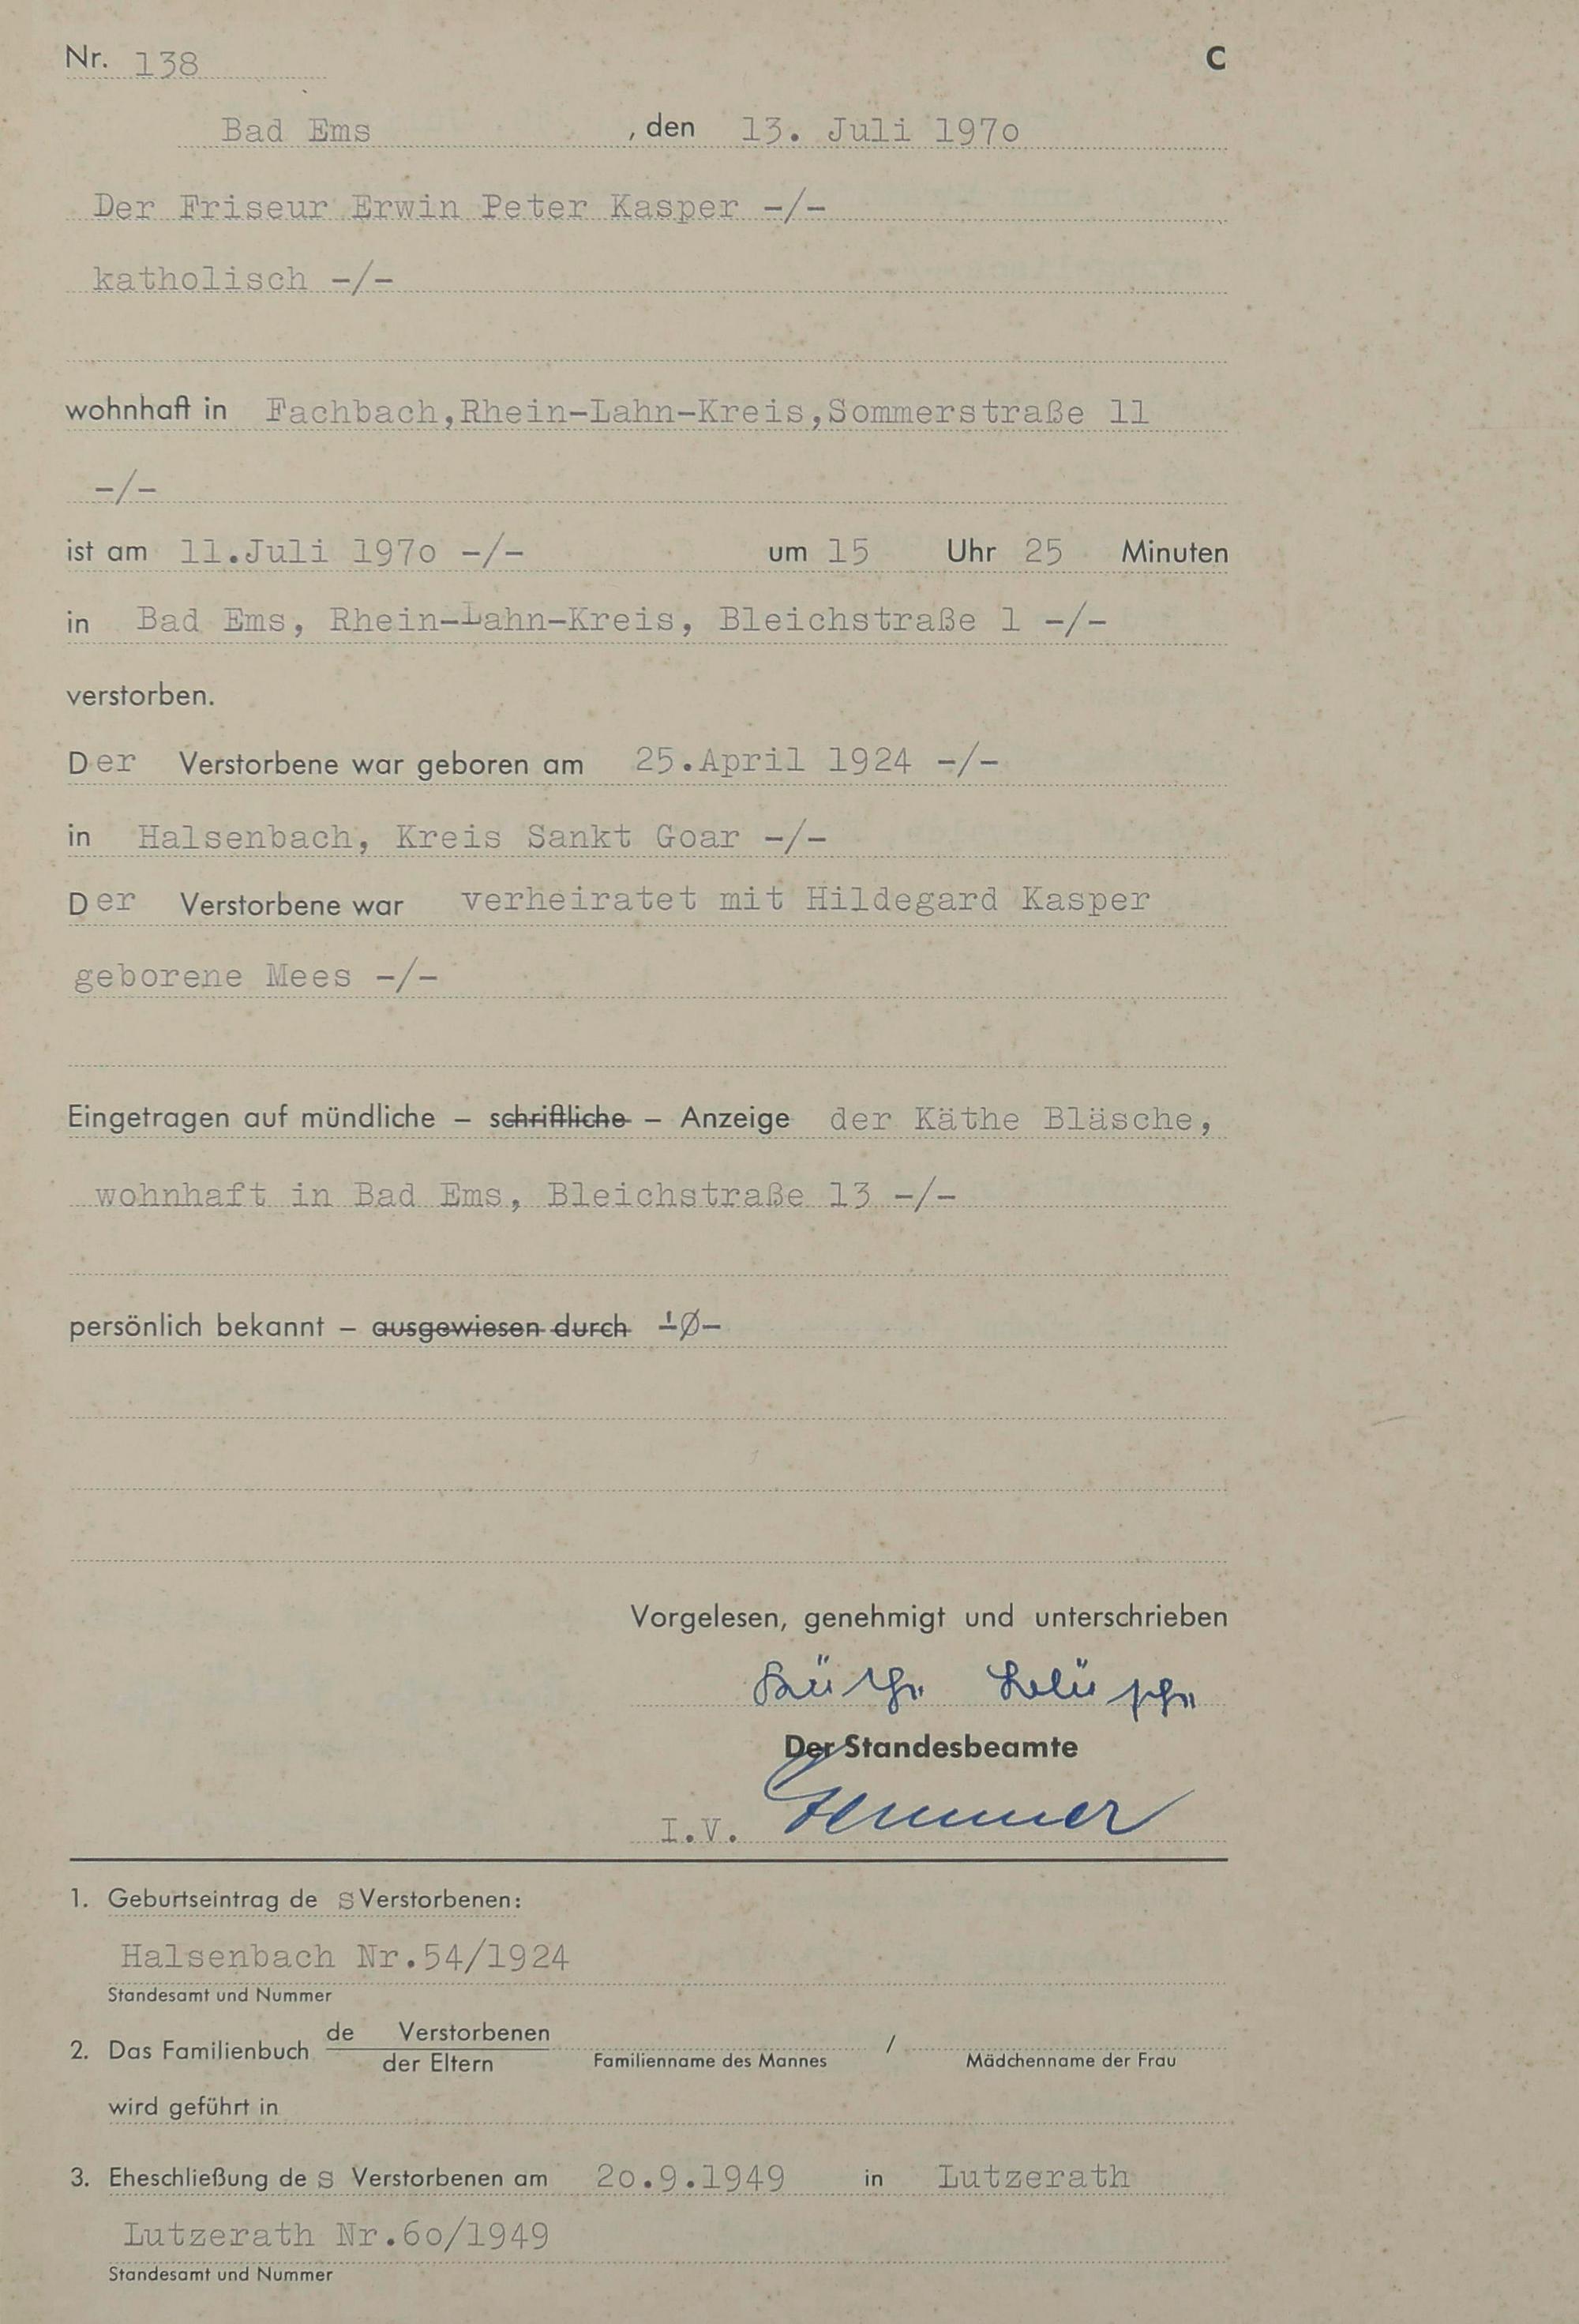 Nr. 138 C
Bad Ems , den 13. Juli 197o
Der Friseur Erwin Peter Kasper -/-
katholisch -/-
wohnhaft in Fachbach,Rhein-Lahn-Kreis,Sommerstraße 11
-/-
ist am 11.Juli 197o -/- um 15 Uhr 25 Minuten
in Bad Ems, Rhein-Lahn-Kreis, Bleichstraße 1 -/-
verstorben.
Der Verstorbene war geboren am 25.April 1924 -/-
in Halsenbach, Kreis Sankt Goar -/-
Der Verstorbene war verheiratet mit Hildegard Kasper
geborene Mees -/-
Eingetragen auf mündliche – schriftliche – Anzeige der Käthe Bläsche,
wohnhaft in Bad Ems, Bleichstraße 13 -/-
persönlich bekannt – ausgewiesen durch
Vorgelesen, genehmigt und unterschrieben
Käthe Bläsche
Der Standesbeamte
I.V.
1. Geburtseintrag de s Verstorbenen:
Halsenbach Nr.54/1924
Standesamt und Nummer
de Verstorbenen
2. Das Familienbuch der Eltern Familienname des Mannes / Mädchenname der Frau
wird geführt in
3. Eheschließung de s Verstorbenen am 2o.9.1949 in Lutzerath
Lutzerath Nr.6o/1949
Standesamt und Nummer